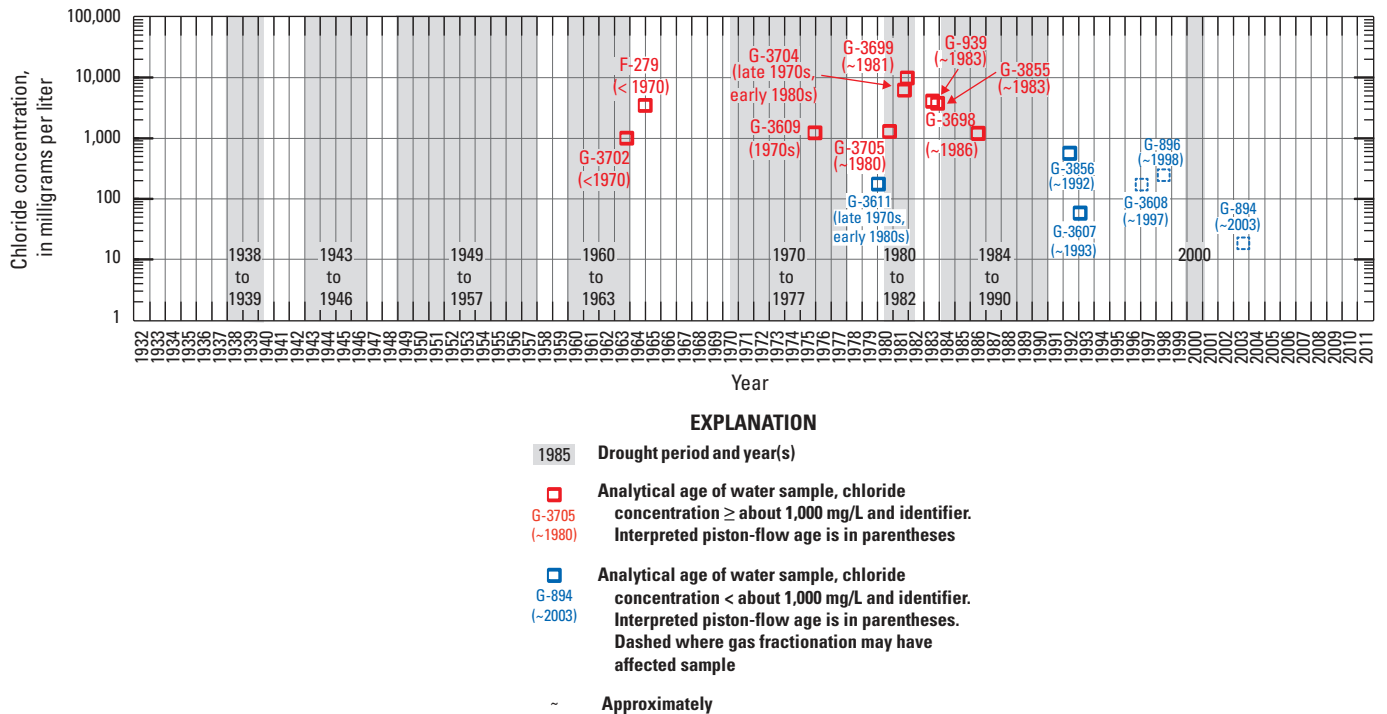 100,000
10,000
1,000
100
10
1
Chloride concentration,
in milligrams per liter
F-279
(< 1970)
G-3702
(<1970)
G-3704
(late 1970s,
early 1980s)
G-3699
(~1981)
G-939
(~1983)
G-3855
(~1983)
G-3609
(1970s)
G-3705
(~1980)
G-3698
(~1986)
G-3611
(late 1970s,
early 1980s)
G-3856
(~1992)
G-3607
(~1993)
G-896
(~1998)
G-3608
(~1997)
G-894
(~2003)
1938
to
1939
1943
to
1946
1949
to
1957
1960
to
1963
1970
to
1977
1980
to
1982
1984
to
1990
2000
1932
1933
1934
1935
1936
1937
1938
1939
1940
1941
1942
1943
1944
1945
1946
1947
1948
1949
1950
1951
1952
1953
1954
1955
1956
1957
1958
1959
1960
1961
1962
1963
1964
1965
1966
1967
1968
1969
1970
1971
1972
1973
1974
1975
1976
1977
1978
1979
1980
1981
1982
1983
1984
1985
1986
1987
1988
1989
1990
1991
1992
1993
1994
1995
1996
1997
1998
1999
2000
2001
2002
2003
2004
2005
2006
2007
2008
2009
2010
2011
Year
EXPLANATION
1985 Drought period and year(s)
Analytical age of water sample, chloride
concentration ≥ about 1,000 mg/L and identifier.
Interpreted piston-flow age is in parentheses
G-3705
(~1980)
Analytical age of water sample, chloride
concentration < about 1,000 mg/L and identifier.
Interpreted piston-flow age is in parentheses.
Dashed where gas fractionation may have
affected sample
G-894
(~2003)
~ Approximately